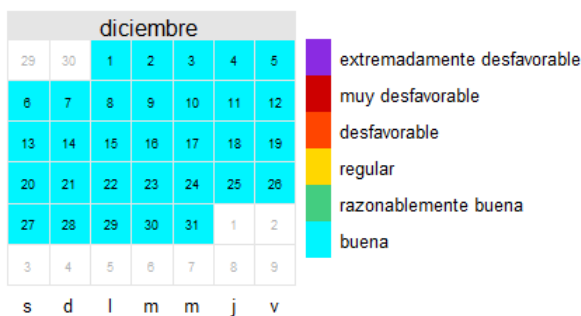 diciembre
29 30 1 2 3 4 5
6 7 8 9 10 11 12
13 14 15 16 17 18 19
20 21 22 23 24 25 26
27 28 29 30 31 1 2
3 4 5 6 7 8 9
s d l m m j v
extremadamente desfavorable
muy desfavorable
desfavorable
regular
razonablemente buena
buena